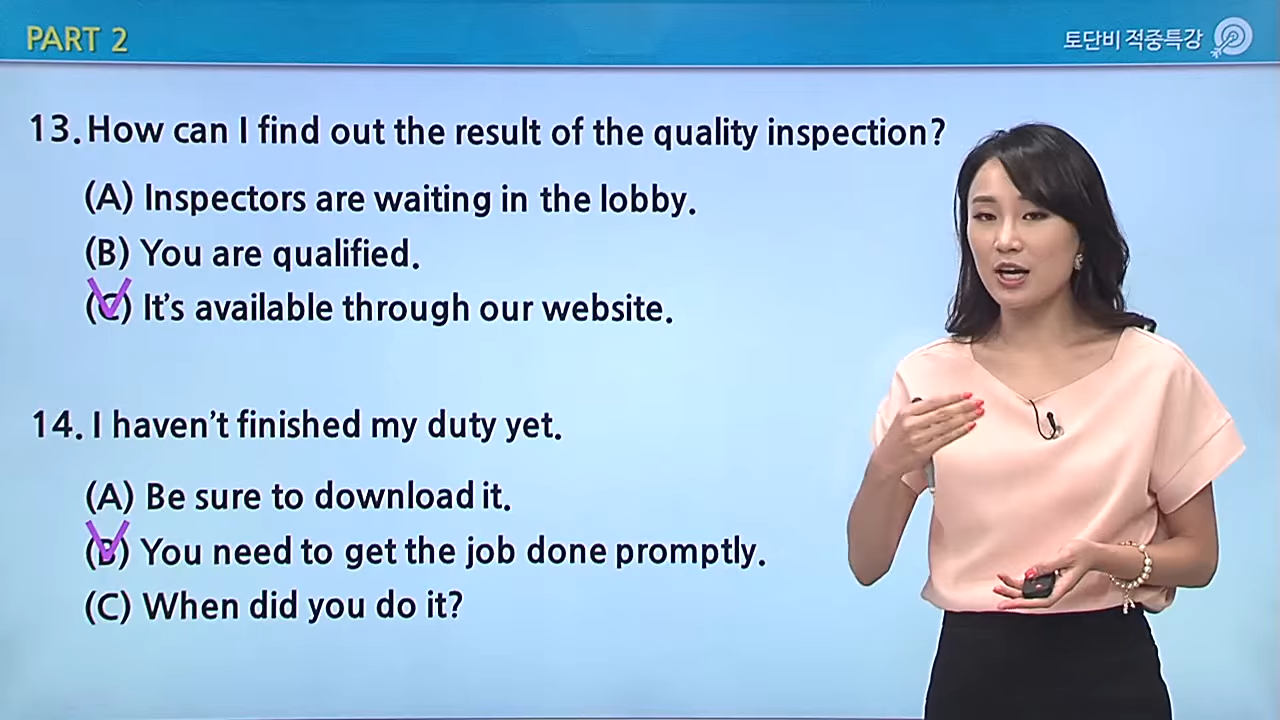 PART 2
토단비 적중특강
13. How can I find out the result of the quality inspection?
(A) Inspectors are waiting in the lobby.
(B) You are qualified.
(C) It's available through our website.
14. I haven't finished my duty yet.
(A) Be sure to download it.
(B) You need to get the job done promptly.
(C) When did you do it?